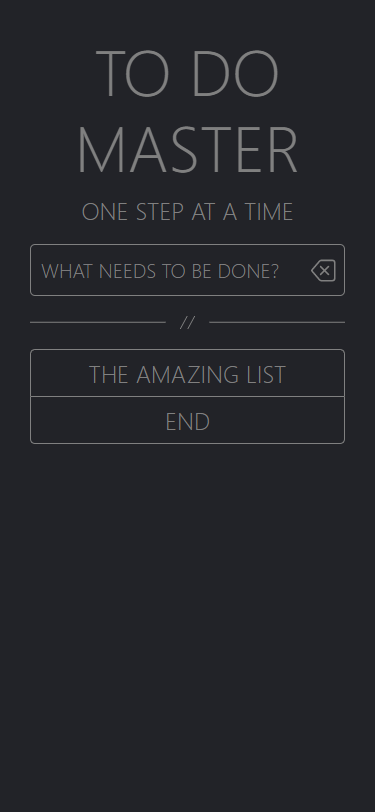 TO DO
MASTER
ONE STEP AT A TIME
WHAT NEEDS TO BE DONE?
//
THE AMAZING LIST
END